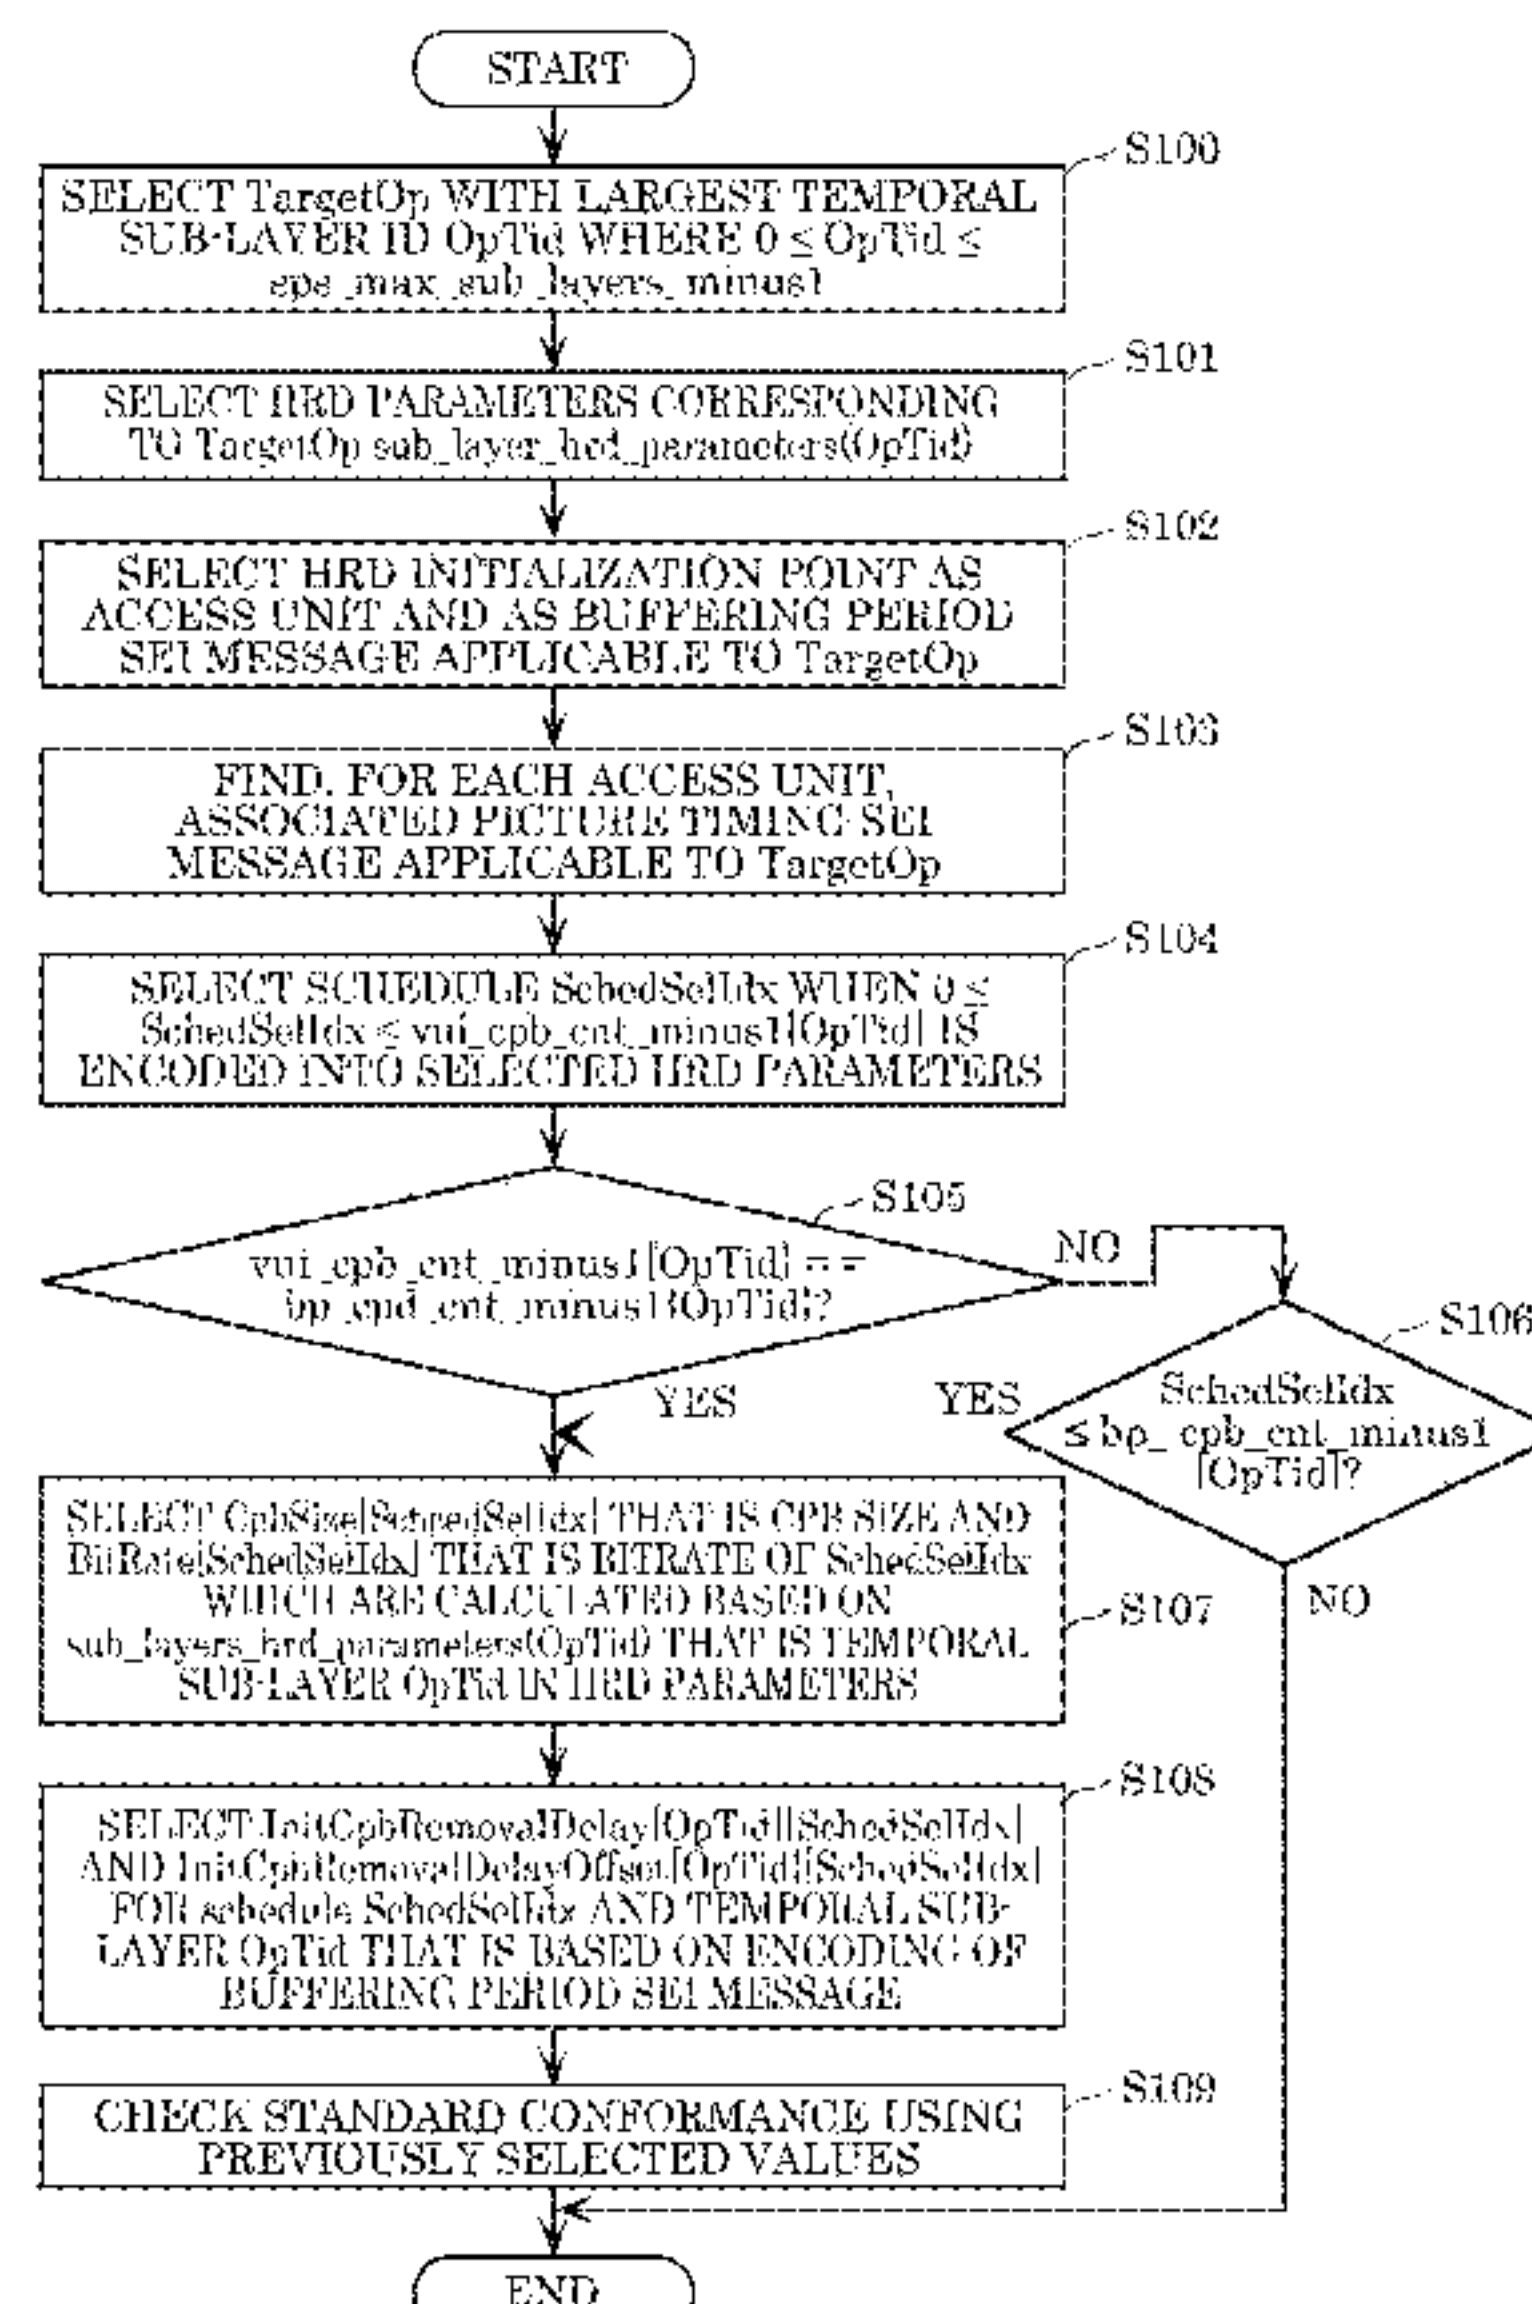 START
S100
SELECT TargetOp WITH LARGEST TEMPORAL
SUB-LAYER ID OpTid WHERE 0 ≤ OpTid ≤
sps_max_sub_layers_minus1
S101
SELECT HRD PARAMETERS CORRESPONDING
TO TargetOp sub_layer_hrd_parameters(OpTid)
S102
SELECT HRD INITIALIZATION POINT AS
ACCESS UNIT AND AS BUFFERING PERIOD
SEI MESSAGE APPLICABLE TO TargetOp
S103
FIND, FOR EACH ACCESS UNIT,
ASSOCIATED PICTURE TIMING SEI
MESSAGE APPLICABLE TO TargetOp
S104
SELECT SCHEDULE SchedSelIdx WHEN 0 ≤
SchedSelIdx ≤ vui_cpb_cnt_minus1[OpTid] IS
ENCODED INTO SELECTED HRD PARAMETERS
S105
vui_cpb_cnt_minus1[OpTid] ==
bp_cpd_cnt_minus1[OpTid]?
NO
YES
S106
SchedSelIdx
≤ bp_ cpb_cnt_minus1
[OpTid]?
YES
NO
S107
SELECT CpbSize[SchedSelIdx] THAT IS CPB SIZE AND
BitRate[SchedSelIdx] THAT IS BITRATE OF SchedSelIdx
WHICH ARE CALCULATED BASED ON
sub_layers_hrd_parameters(OpTid) THAT IS TEMPORAL
SUB-LAYER OpTid IN HRD PARAMETERS
S108
SELECT InitCpbRemovalDelay[OpTid][SchedSelIdx]
AND InitCpbRemovalDelayOffset[OpTid][SchedSelIdx]
FOR schedule SchedSelIdx AND TEMPORAL SUB-
LAYER OpTid THAT IS BASED ON ENCODING OF
BUFFERING PERIOD SEI MESSAGE
S109
CHECK STANDARD CONFORMANCE USING
PREVIOUSLY SELECTED VALUES
END